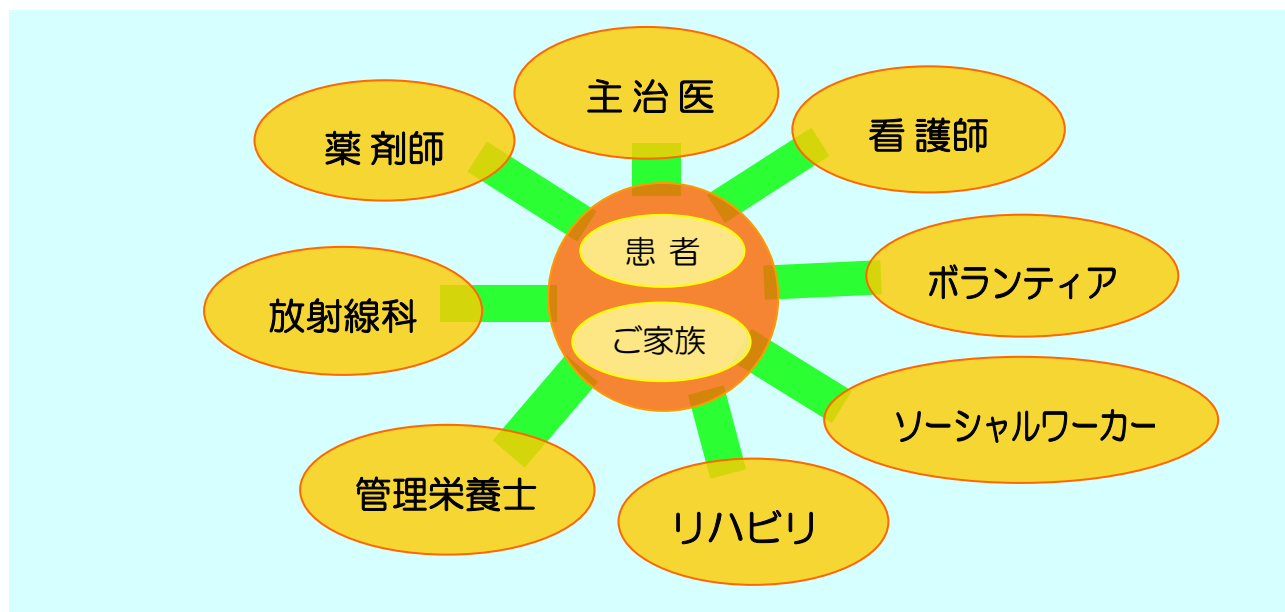 主治医
薬剤師
看護師
患者
ボランティア
放射線科
ご家族
ソーシャルワーカー
管理栄養士
リハビリ